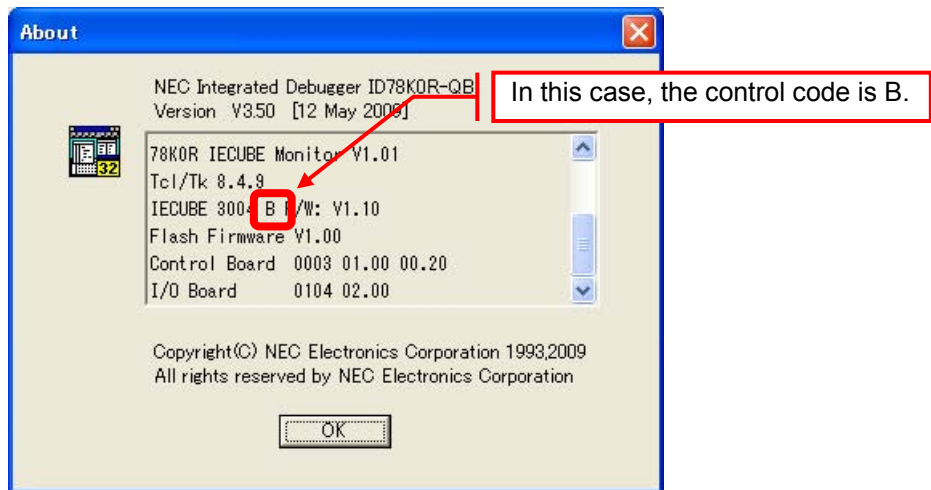 About
NEC Integrated Debugger ID78K0R-QB
Version V3.50 [12 May 2009]
In this case, the control code is B.
32
78K0R IECUBE Monitor V1.01
Tcl/Tk 8.4.9
IECUBE 3004 B F/W: V1.10
Flash Firmware V1.00
Control Board 0003 01.00 00.20
I/O Board 0104 02.00
Copyright(C) NEC Electronics Corporation 1993,2009
All rights reserved by NEC Electronics Corporation
OK